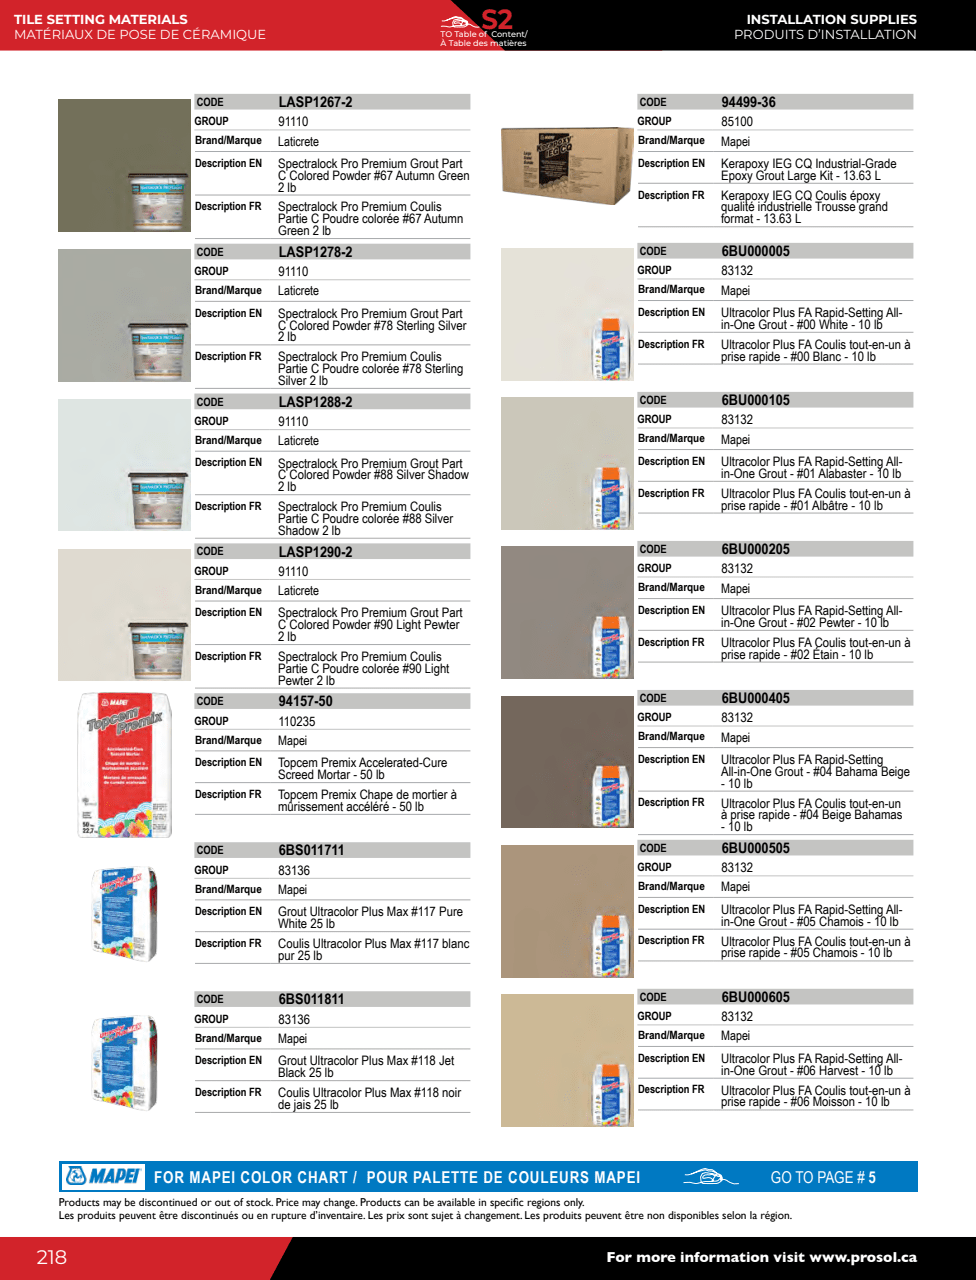 TILE SETTING MATERIALS
MATÉRIAUX DE POSE DE CÉRAMIQUE
S2
TO Table of Content/
À Table des matières
INSTALLATION SUPPLIES
PRODUITS D'INSTALLATION
CODE LASP1267-2
GROUP 91110
Brand/Marque Laticrete
Description EN Spectralock Pro Premium Grout Part
C Colored Powder #67 Autumn Green
2 lb
Description FR Spectralock Pro Premium Coulis
Partie C Poudre colorée #67 Autumn
Green 2 lb
CODE LASP1278-2
GROUP 91110
Brand/Marque Laticrete
Description EN Spectralock Pro Premium Grout Part
C Colored Powder #78 Sterling Silver
2 lb
Description FR Spectralock Pro Premium Coulis
Partie C Poudre colorée #78 Sterling
Silver 2 lb
CODE LASP1288-2
GROUP 91110
Brand/Marque Laticrete
Description EN Spectralock Pro Premium Grout Part
C Colored Powder #88 Silver Shadow
2 lb
Description FR Spectralock Pro Premium Coulis
Partie C Poudre colorée #88 Silver
Shadow 2 lb
CODE LASP1290-2
GROUP 91110
Brand/Marque Laticrete
Description EN Spectralock Pro Premium Grout Part
C Colored Powder #90 Light Pewter
2 lb
Description FR Spectralock Pro Premium Coulis
Partie C Poudre colorée #90 Light
Pewter 2 lb
MAPEI
Topcem
Premix
CODE 94157-50
GROUP 110235
Brand/Marque Mapei
Description EN Topcem Premix Accelerated-Cure
Screed Mortar - 50 lb
Description FR Topcem Premix Chape de mortier à
mûrissement accéléré - 50 lb
CODE 6BS011711
GROUP 83136
Brand/Marque Mapei
Description EN Grout Ultracolor Plus Max #117 Pure
White 25 lb
Description FR Coulis Ultracolor Plus Max #117 blanc
pur 25 lb
CODE 6BS011811
GROUP 83136
Brand/Marque Mapei
Description EN Grout Ultracolor Plus Max #118 Jet
Black 25 lb
Description FR Coulis Ultracolor Plus Max #118 noir
de jais 25 lb
MAPEI
Kerapoxy
IEG CQ
CODE 94499-36
GROUP 85100
Brand/Marque Mapei
Description EN Kerapoxy IEG CQ Industrial-Grade
Epoxy Grout Large Kit - 13.63 L
Description FR Kerapoxy IEG CQ Coulis époxy
qualité industrielle Trousse grand
format - 13.63 L
CODE 6BU000005
GROUP 83132
Brand/Marque Mapei
Description EN Ultracolor Plus FA Rapid-Setting All-
in-One Grout - #00 White - 10 lb
Description FR Ultracolor Plus FA Coulis tout-en-un à
prise rapide - #00 Blanc - 10 lb
CODE 6BU000105
GROUP 83132
Brand/Marque Mapei
Description EN Ultracolor Plus FA Rapid-Setting All-
in-One Grout - #01 Alabaster - 10 lb
Description FR Ultracolor Plus FA Coulis tout-en-un à
prise rapide - #01 Albâtre - 10 lb
CODE 6BU000205
GROUP 83132
Brand/Marque Mapei
Description EN Ultracolor Plus FA Rapid-Setting All-
in-One Grout - #02 Pewter - 10 lb
Description FR Ultracolor Plus FA Coulis tout-en-un à
prise rapide - #02 Étain - 10 lb
CODE 6BU000405
GROUP 83132
Brand/Marque Mapei
Description EN Ultracolor Plus FA Rapid-Setting
All-in-One Grout - #04 Bahama Beige
- 10 lb
Description FR Ultracolor Plus FA Coulis tout-en-un
à prise rapide - #04 Beige Bahamas
- 10 lb
CODE 6BU000505
GROUP 83132
Brand/Marque Mapei
Description EN Ultracolor Plus FA Rapid-Setting All-
in-One Grout - #05 Chamois - 10 lb
Description FR Ultracolor Plus FA Coulis tout-en-un à
prise rapide - #05 Chamois - 10 lb
CODE 6BU000605
GROUP 83132
Brand/Marque Mapei
Description EN Ultracolor Plus FA Rapid-Setting All-
in-One Grout - #06 Harvest - 10 lb
Description FR Ultracolor Plus FA Coulis tout-en-un à
prise rapide - #06 Moisson - 10 lb
MAPEI FOR MAPEI COLOR CHART / POUR PALETTE DE COULEURS MAPEI GO TO PAGE # 5
Products may be discontinued or out of stock. Price may change. Products can be available in specific regions only.
Les produits peuvent être discontinués ou en rupture d'inventaire. Les prix sont sujet à changement. Les produits peuvent être non disponibles selon la région.
218
For more information visit www.prosol.ca